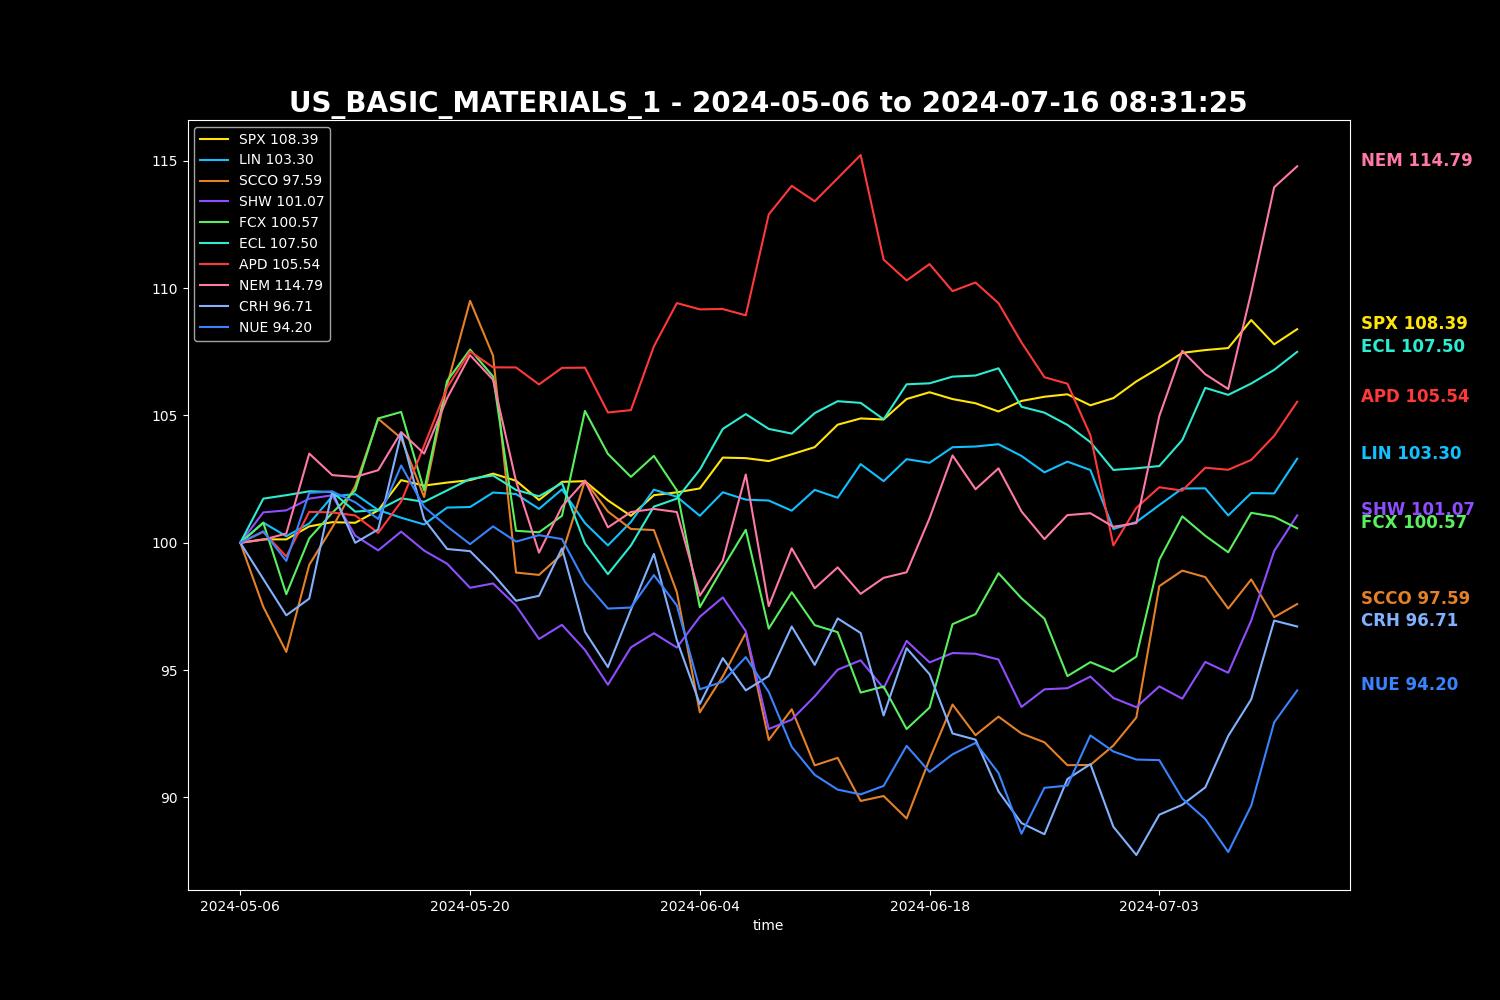 US_BASIC_MATERIALS_1 - 2024-05-06 to 2024-07-16 08:31:25
SPX 108.39
LIN 103.30
SCCO 97.59
SHW 101.07
FCX 100.57
ECL 107.50
APD 105.54
NEM 114.79
CRH 96.71
NUE 94.20
115
110
105
100
95
90
NEM 114.79
SPX 108.39
ECL 107.50
APD 105.54
LIN 103.30
SHW 101.07
FCX 100.57
SCCO 97.59
CRH 96.71
NUE 94.20
2024-05-06
2024-05-20
2024-06-04
2024-06-18
2024-07-03
time